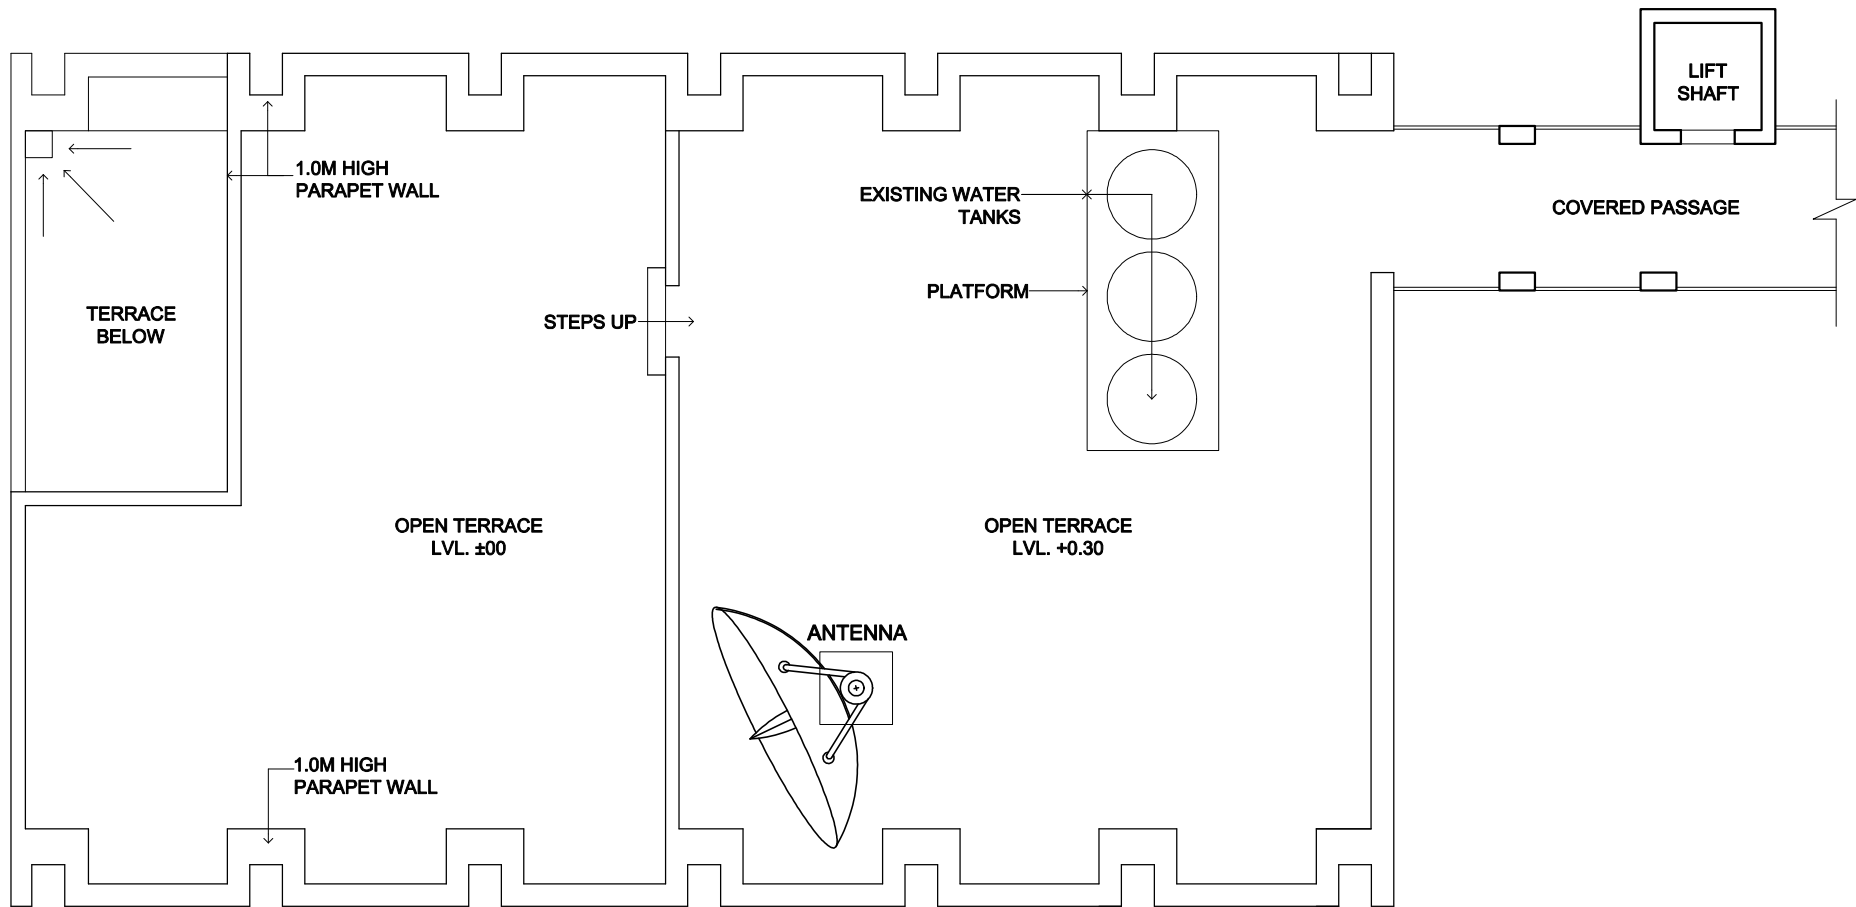 LIFT
SHAFT
1.0M HIGH
PARAPET WALL
EXISTING WATER
TANKS
COVERED PASSAGE
PLATFORM
TERRACE
BELOW
STEPS UP
OPEN TERRACE
LVL. ±00
OPEN TERRACE
LVL. +0.30
ANTENNA
1.0M HIGH
PARAPET WALL